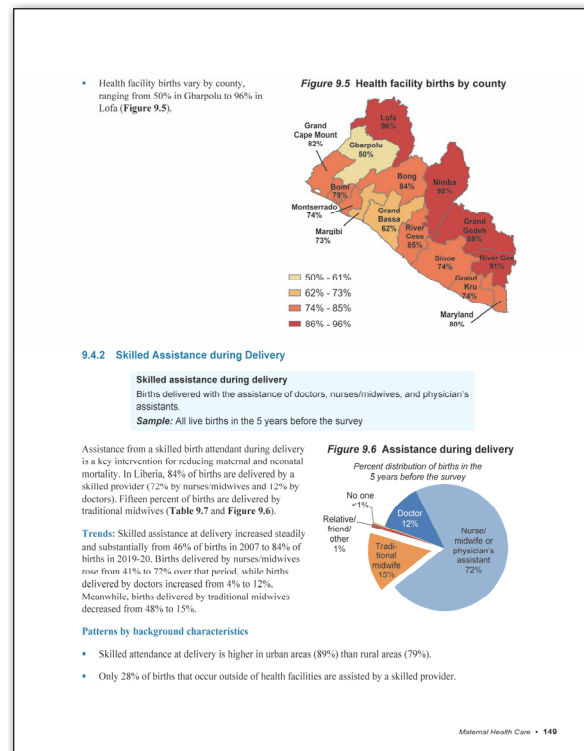 ▪ Health facility births vary by county,
ranging from 50% in Gbarpolu to 96% in
Lofa (Figure 9.5).
Figure 9.5 Health facility births by county
Lofa
96%
Grand
Cape Mount
82%
Gbarpolu
50%
Bong
84%
Nimba
92%
Bomi
79%
Montserrado
74%
Margibi
73%
Grand
Bassa
62%
River
Cess
85%
Grand
Gedeh
88%
Sinoe
74%
River Gee
91%
Grand
Kru
74%
Maryland
80%
50% - 61%
62% - 73%
74% - 85%
86% - 96%
9.4.2 Skilled Assistance during Delivery
Skilled assistance during delivery
Births delivered with the assistance of doctors, nurses/midwives, and physician's
assistants.
Sample: All live births in the 5 years before the survey
Assistance from a skilled birth attendant during delivery
is a key intervention for reducing maternal and neonatal
mortality. In Liberia, 84% of births are delivered by a
skilled provider (72% by nurses/midwives and 12% by
doctors). Fifteen percent of births are delivered by
traditional midwives (Table 9.7 and Figure 9.6).
Trends: Skilled assistance at delivery increased steadily
and substantially from 46% of births in 2007 to 84% of
births in 2019-20. Births delivered by nurses/midwives
rose from 41% to 72% over that period, while births
delivered by doctors increased from 4% to 12%.
Meanwhile, births delivered by traditional midwives
decreased from 48% to 15%.
Figure 9.6 Assistance during delivery
Percent distribution of births in the
5 years before the survey
No one
<1%
Relative/
friend/
other
1%
Doctor
12%
Tradi-
tional
midwife
15%
Nurse/
midwife or
physician's
assistant
72%
Patterns by background characteristics
▪ Skilled attendance at delivery is higher in urban areas (89%) than rural areas (79%).
▪ Only 28% of births that occur outside of health facilities are assisted by a skilled provider.
Maternal Health Care • 149